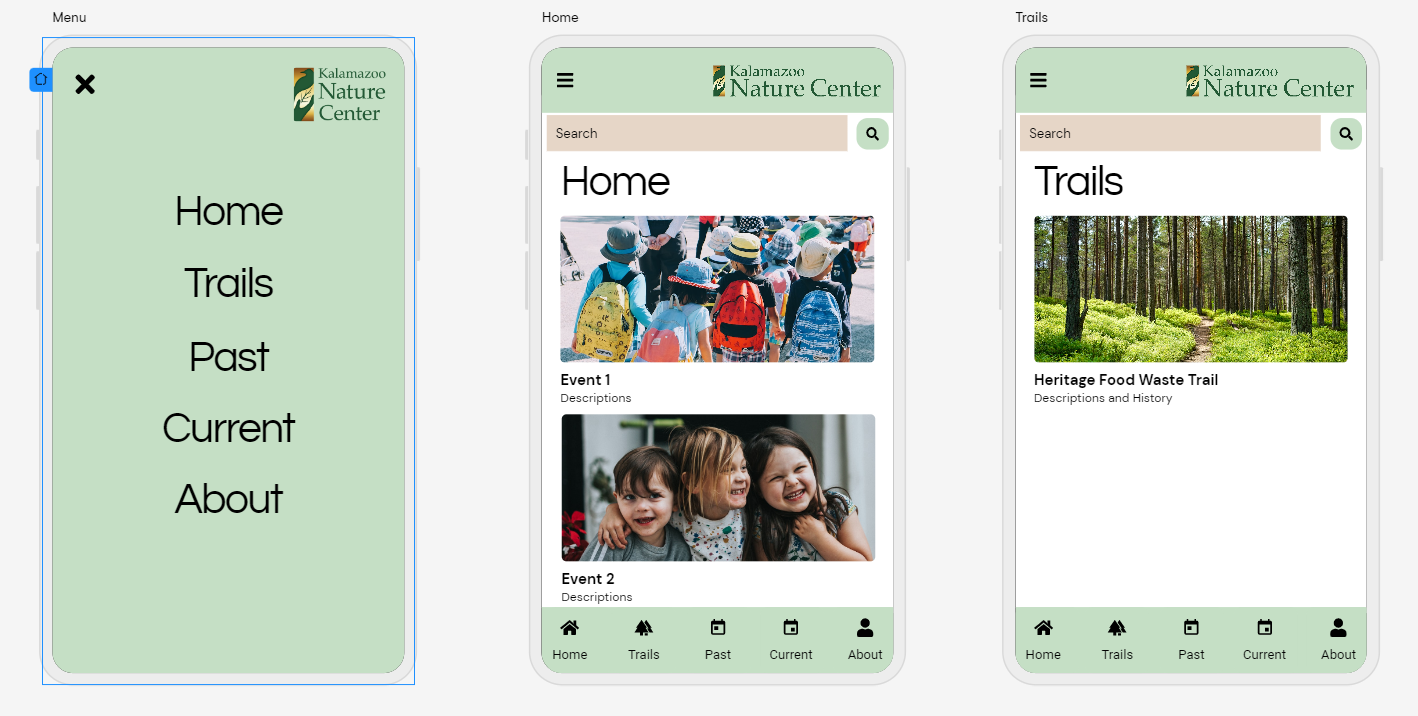 Menu
Kalamazoo
Nature
Center
Home
Trails
Past
Current
About
Home
Kalamazoo
Nature Center
Search
Home
Event 1
Descriptions
Event 2
Descriptions
Home Trails Past Current About
Trails
Kalamazoo
Nature Center
Search
Trails
Heritage Food Waste Trail
Descriptions and History
Home Trails Past Current About